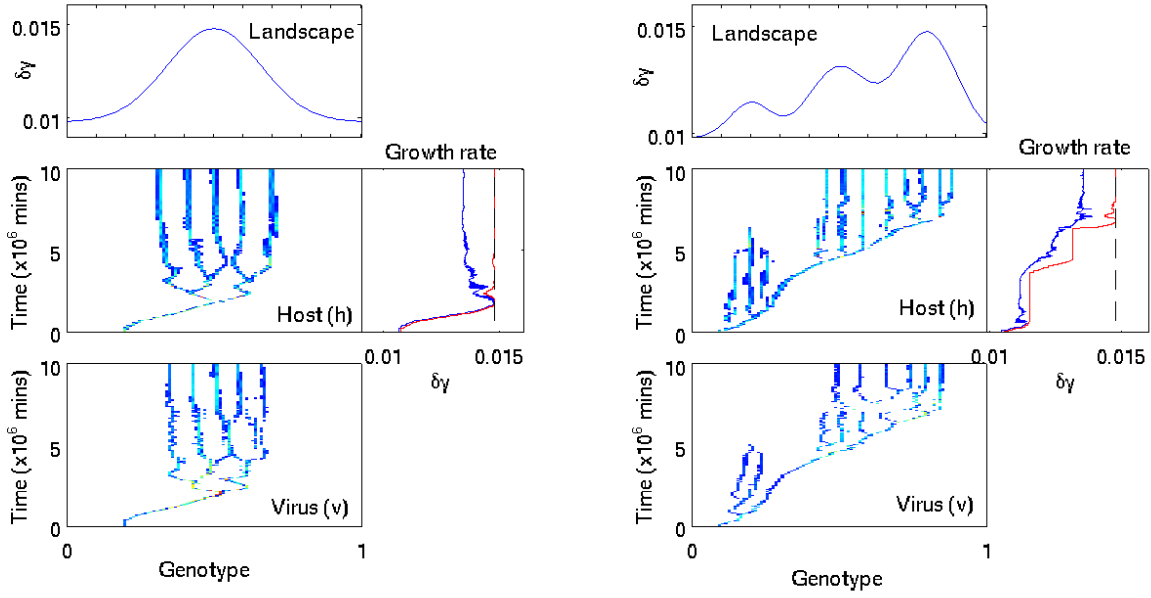 0.015
Landscape
δγ
0.01
Growth rate
10
5
0
Time (x10⁶ mins)
Host (h)
0.01
0.015
δγ
10
5
0
Time (x10⁶ mins)
Virus (v)
0
1
Genotype
0.015
Landscape
δγ
0.01
Growth rate
10
5
0
Time (x10⁶ mins)
Host (h)
0.01
0.015
δγ
10
5
0
Time (x10⁶ mins)
Virus (v)
0
1
Genotype